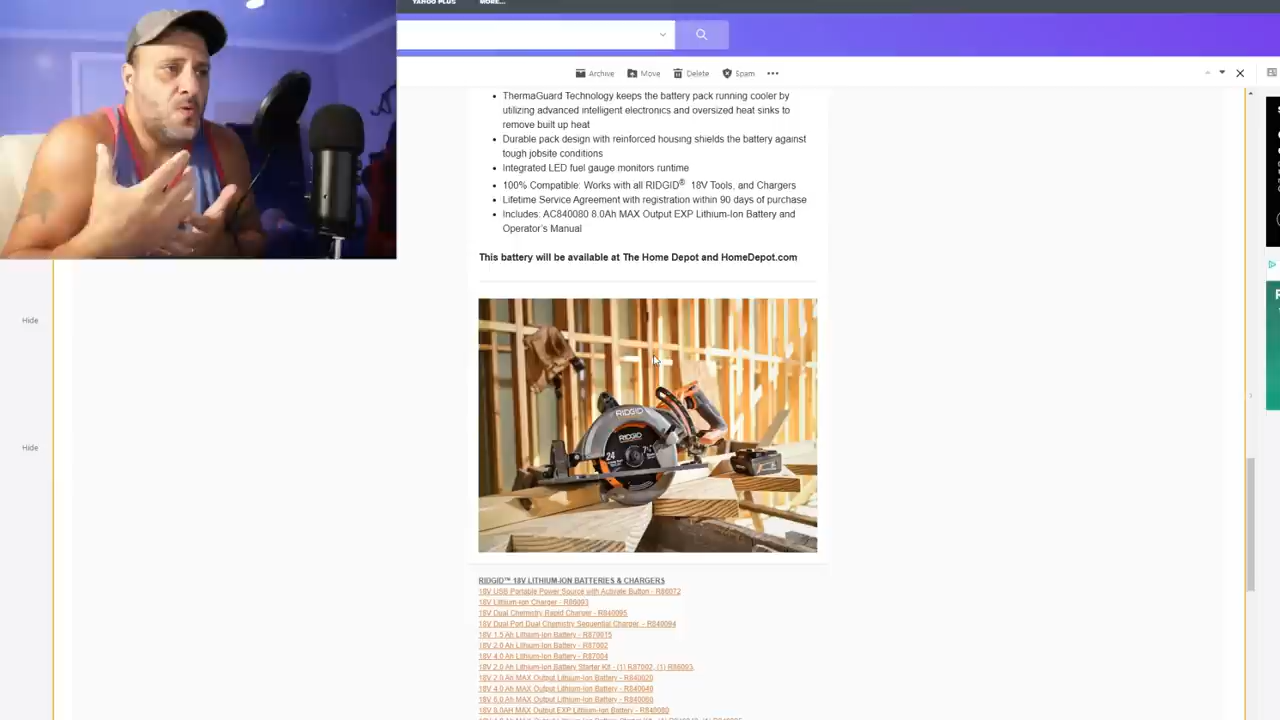 YAHOO PLUS MORE...
Archive Move Delete Spam
ThermaGuard Technology keeps the battery pack running cooler by
utilizing advanced intelligent electronics and oversized heat sinks to
remove built up heat
Durable pack design with reinforced housing shields the battery against
tough jobsite conditions
Integrated LED fuel gauge monitors runtime
100% Compatible: Works with all RIDGID® 18V Tools, and Chargers
Lifetime Service Agreement with registration within 90 days of purchase
Includes: AC840080 8.0Ah MAX Output EXP Lithium-Ion Battery and
Operator's Manual
This battery will be available at The Home Depot and HomeDepot.com
Hide
RIDGID
RIDGID
24
Hide
RIDGID™ 18V LITHIUM-ION BATTERIES & CHARGERS
18V USB Portable Power Source with Activate Button - R86072
18V Lithium-Ion Charger - R86093
18V Dual Chemistry Rapid Charger - R840095
18V Dual Port Dual Chemistry Sequential Charger - R840094
18V 1.5 Ah Lithium-Ion Battery - R870015
18V 2.0 Ah Lithium-Ion Battery - R87002
18V 4.0 Ah Lithium-Ion Battery - R87004
18V 2.0 Ah Lithium-Ion Battery Starter Kit - (1) R87002, (1) R86093,
18V 2.0 Ah MAX Output Lithium-Ion Battery - R840020
18V 4.0 Ah MAX Output Lithium-Ion Battery - R840040
18V 6.0 Ah MAX Output Lithium-Ion Battery - R840060
18V 8.0AH MAX Output EXP Lithium-Ion Battery - R840080